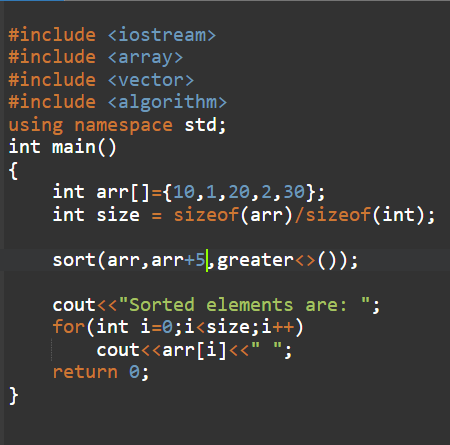 #include <iostream>
#include <array>
#include <vector>
#include <algorithm>
using namespace std;
int main()
{
    int arr[]={10,1,20,2,30};
    int size = sizeof(arr)/sizeof(int);
    sort(arr,arr+5,greater<>());
    cout<<"Sorted elements are: ";
    for(int i=0;i<size;i++)
        cout<<arr[i]<<" ";
    return 0;
}